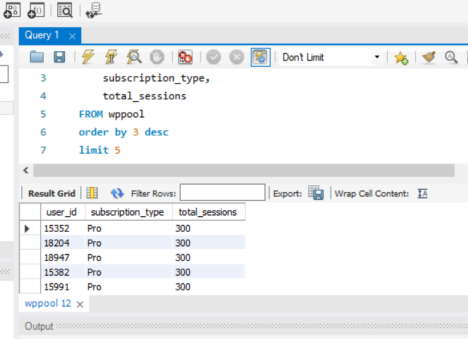 Query 1
Don't Limit
3 subscription_type,
4 total_sessions
5 FROM wppool
6 order by 3 desc
7 limit 5
Result Grid Filter Rows: Export: Wrap Cell Content: IA
user_id subscription_type total_sessions
15352 Pro 300
18204 Pro 300
18947 Pro 300
15382 Pro 300
15991 Pro 300
wppool 12
Output